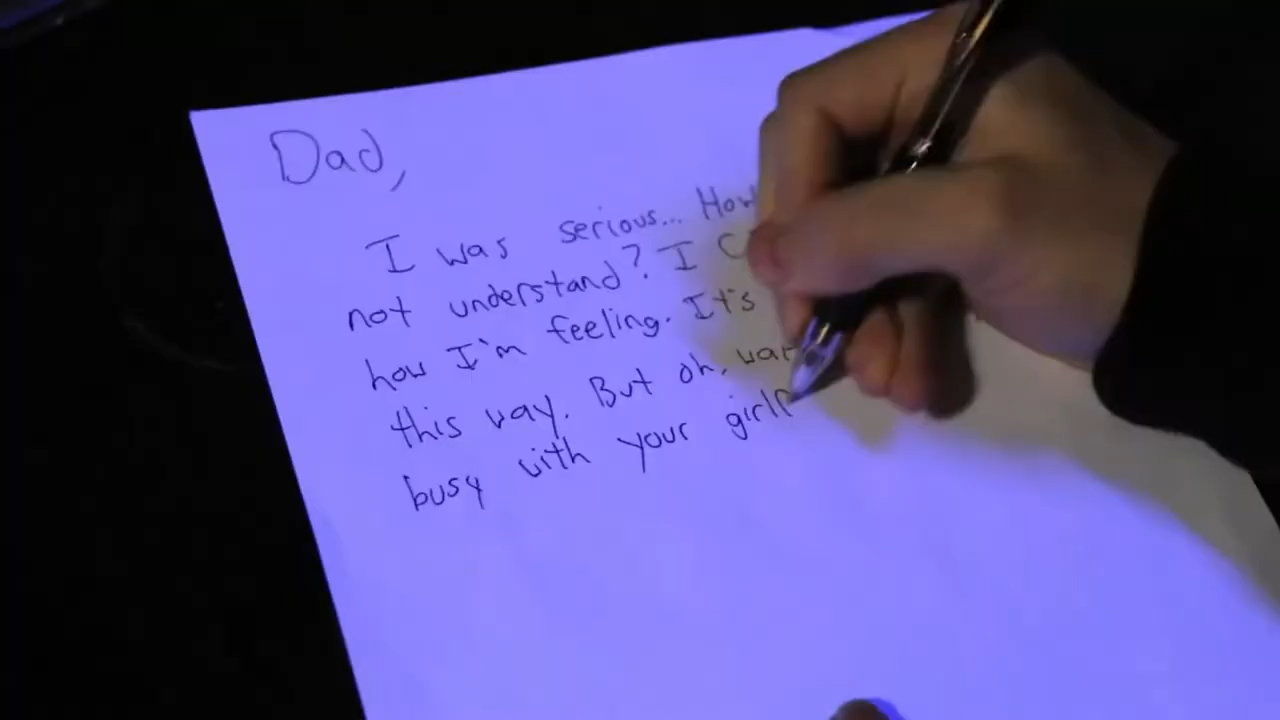 Dad,
I was serious... How
not understand? I
how I'm feeling. It's
this way. But oh,
busy with your